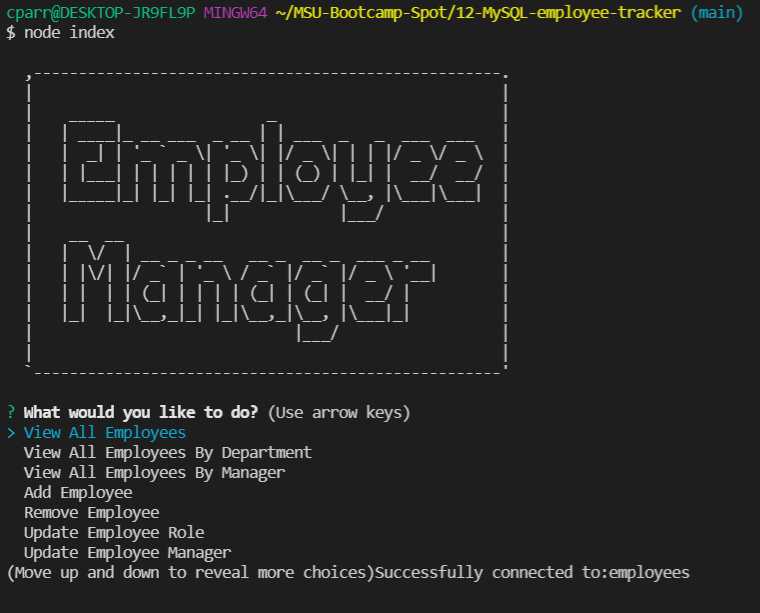 cparr@DESKTOP-JR9FL9P MINGW64 ~/MSU-Bootcamp-Spot/12-MySQL-employee-tracker (main)
$ node index
Employee
Manager
? What would you like to do? (Use arrow keys)
> View All Employees
View All Employees By Department
View All Employees By Manager
Add Employee
Remove Employee
Update Employee Role
Update Employee Manager
(Move up and down to reveal more choices)Successfully connected to:employees